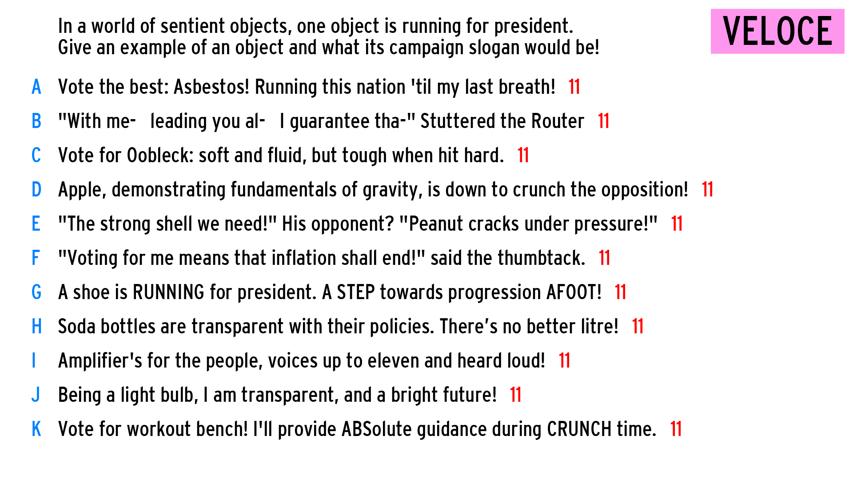 In a world of sentient objects, one object is running for president.
Give an example of an object and what its campaign slogan would be!
VELOCE
A Vote the best: Asbestos! Running this nation 'til my last breath! 11
B "With me- leading you al- I guarantee tha-" Stuttered the Router 11
C Vote for Oobleck: soft and fluid, but tough when hit hard. 11
D Apple, demonstrating fundamentals of gravity, is down to crunch the opposition! 11
E "The strong shell we need!" His opponent? "Peanut cracks under pressure!" 11
F "Voting for me means that inflation shall end!" said the thumbtack. 11
G A shoe is RUNNING for president. A STEP towards progression AFOOT! 11
H Soda bottles are transparent with their policies. There’s no better litre! 11
I Amplifier's for the people, voices up to eleven and heard loud! 11
J Being a light bulb, I am transparent, and a bright future! 11
K Vote for workout bench! I'll provide ABSolute guidance during CRUNCH time. 11